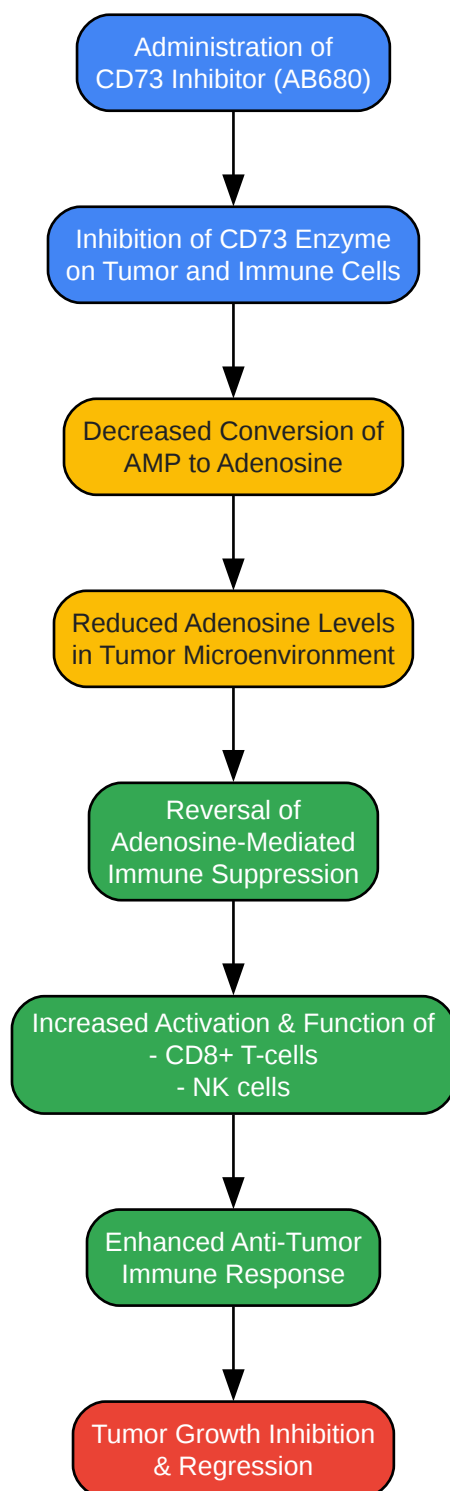 Administration of
CD73 Inhibitor (AB680)
Inhibition of CD73 Enzyme
on Tumor and Immune Cells
Decreased Conversion of
AMP to Adenosine
Reduced Adenosine Levels
in Tumor Microenvironment
Reversal of
Adenosine-Mediated
Immune Suppression
Increased Activation & Function of
- CD8+ T-cells
- NK cells
Enhanced Anti-Tumor
Immune Response
Tumor Growth Inhibition
& Regression